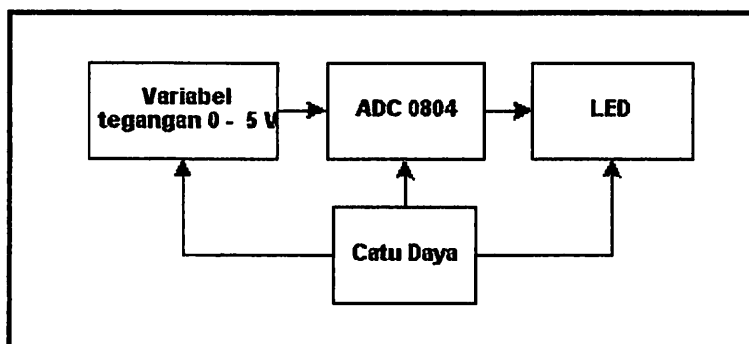 Variabel
tegangan 0 - 5 V
ADC 0804
LED
Catu Daya